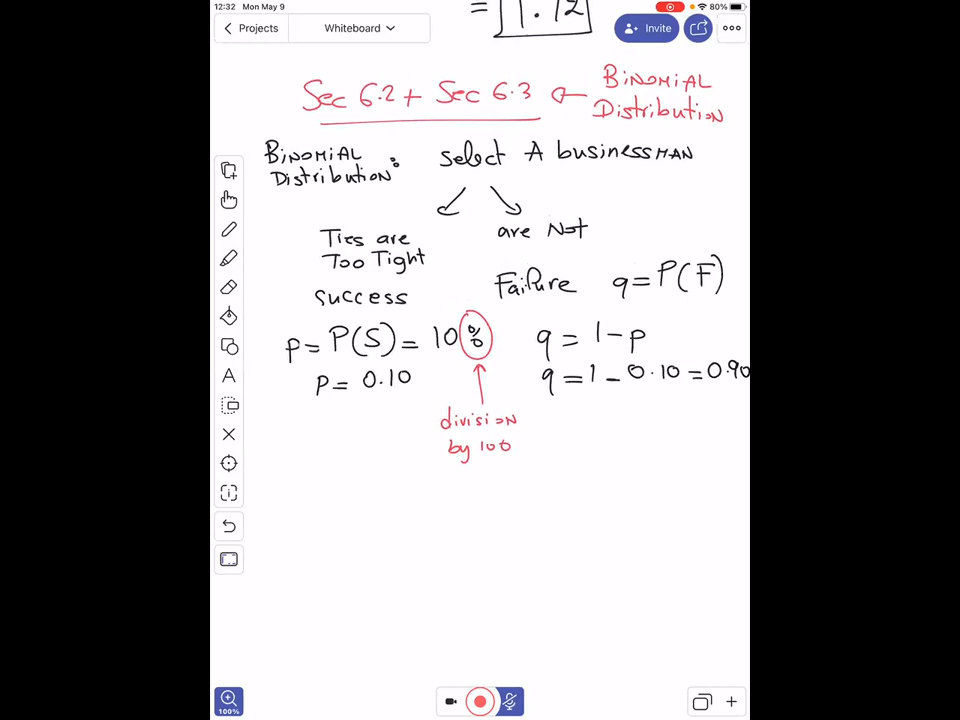 12:32 Mon May 9
80%
= 1.12
Projects
Whiteboard
Invite
Sec 6.2 + Sec 6.3 ← BINOMIAL
DistributioN
BINOMIAL
DistributioN:
select A businessMAN
Ties are
Too Tight
are Not
success
Failure q = P(F)
p = P(S) = 10 %
q = 1 - p
p = 0.10
q = 1 - 0.10 = 0.90
divisioN
by 100
A
100%